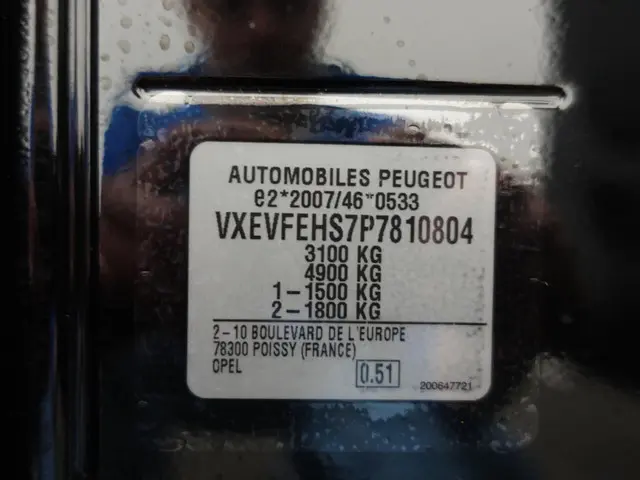 AUTOMOBILES PEUGEOT
e2*2007/46*0533
VXEVFEHS7P7810804
3100 KG
4900 KG
1-1500 KG
2-1800 KG
2-10 BOULEVARD DE L'EUROPE
78300 POISSY (FRANCE)
OPEL
0.51
200647721